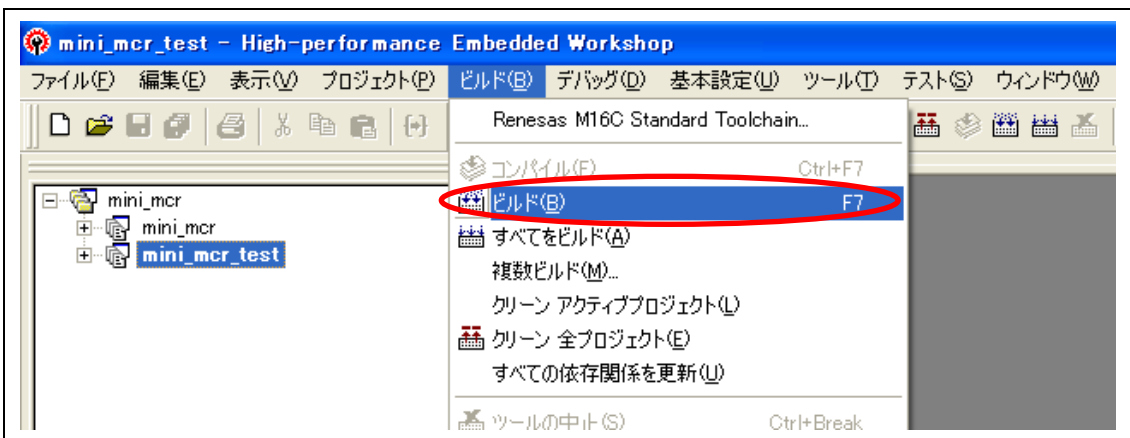 mini_mcr_test - High-performance Embedded Workshop
ファイル(F) 編集(E) 表示(V) プロジェクト(P) ビルド(B) デバッグ(D) 基本設定(U) ツール(T) テスト(S) ウィンドウ(W)
Renesas M16C Standard Toolchain...
コンパイル(F) Ctrl+F7
mini_mcr
ビルド(B) F7
mini_mcr
すべてをビルド(A)
mini_mcr_test
複数ビルド(M)...
クリーン アクティブプロジェクト(L)
クリーン 全プロジェクト(E)
すべての依存関係を更新(U)
ツールの中止(S) Ctrl+Break